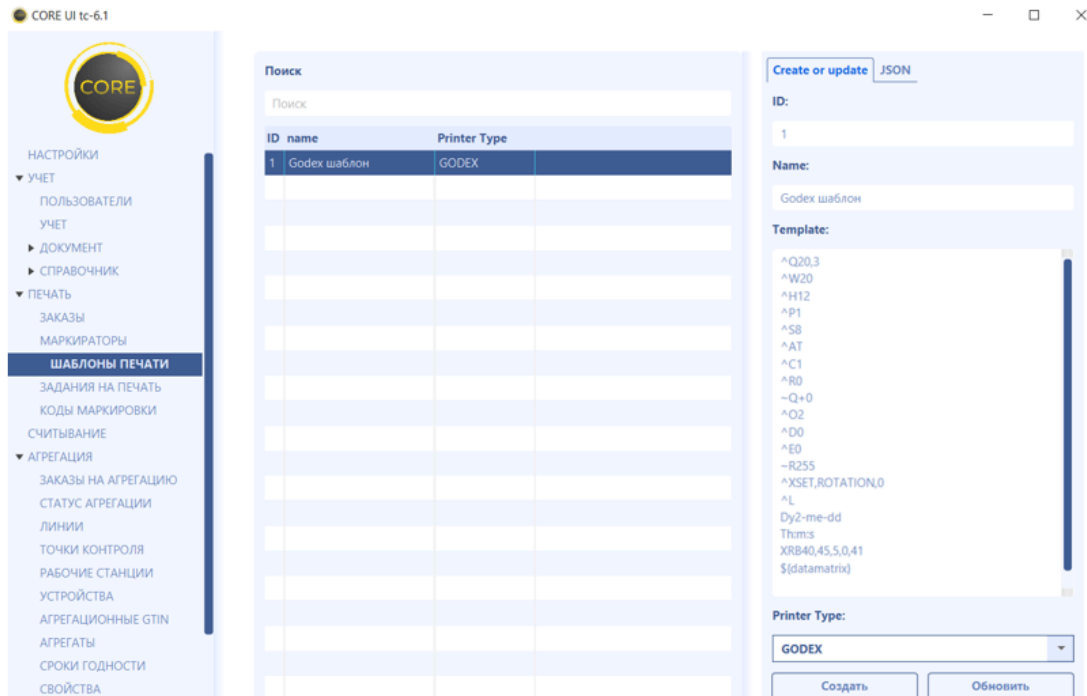 CORE UI tc-6.1
CORE
НАСТРОЙКИ
УЧЕТ
ПОЛЬЗОВАТЕЛИ
УЧЕТ
ДОКУМЕНТ
СПРАВОЧНИК
ПЕЧАТЬ
ЗАКАЗЫ
МАРКИРАТОРЫ
ШАБЛОНЫ ПЕЧАТИ
ЗАДАНИЯ НА ПЕЧАТЬ
КОДЫ МАРКИРОВКИ
СЧИТЫВАНИЕ
АГРЕГАЦИЯ
ЗАКАЗЫ НА АГРЕГАЦИЮ
СТАТУС АГРЕГАЦИИ
ЛИНИИ
ТОЧКИ КОНТРОЛЯ
РАБОЧИЕ СТАНЦИИ
УСТРОЙСТВА
АГРЕГАЦИОННЫЕ GTIN
АГРЕГАТЫ
СРОКИ ГОДНОСТИ
СВОЙСТВА
Поиск
Поиск
ID name Printer Type
1 Godex шаблон GODEX
Create or update JSON
ID:
1
Name:
Godex шаблон
Template:
^Q20,3
^W20
^H12
^P1
^S8
^AT
^C1
^R0
~Q+0
^O2
^D0
^E0
~R255
^XSET,ROTATION,0
^L
Dy2-me-dd
Th:m:s
XRB40,45,5,0,41
${datamatrix}
Printer Type:
GODEX
Создать Обновить